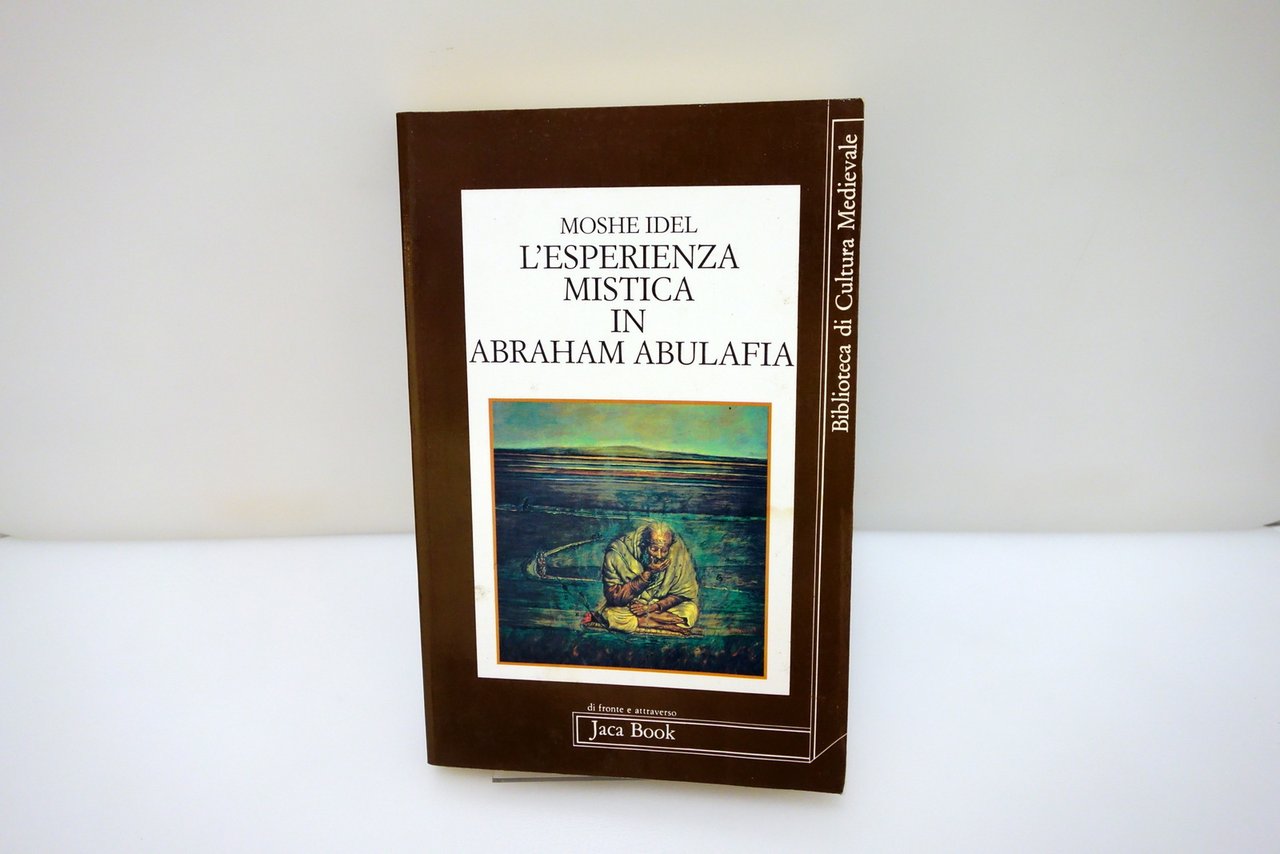 MOSHE IDEL
L'ESPERIENZA
MISTICA
IN
ABRAHAM ABULAFIA
di fronte e attraverso
Jaca Book
Biblioteca di Cultura Medievale